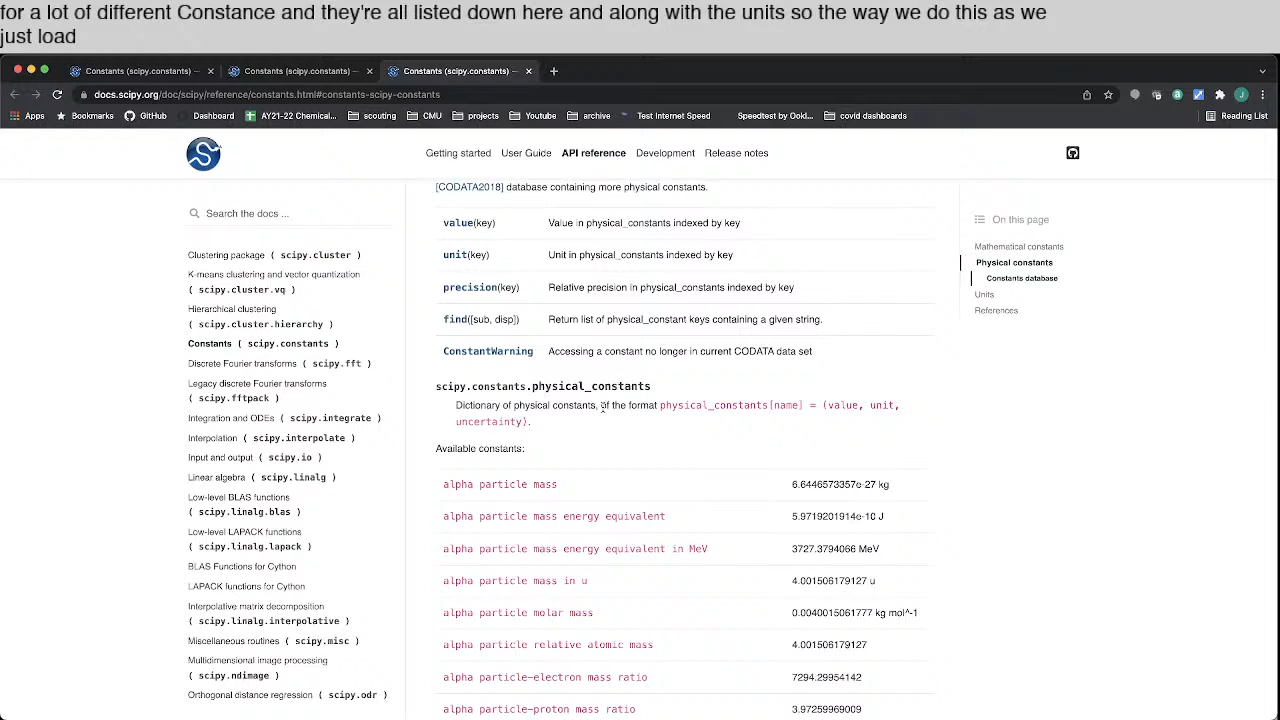 for a lot of different Constance and they're all listed down here and along with the units so the way we do this as we
just load
Constants (scipy.constants) —
Constants (scipy.constants) —
Constants (scipy.constants) —
docs.scipy.org/doc/scipy/reference/constants.html#constants-scipy-constants
Apps Bookmarks GitHub Dashboard AY21-22 Chemical... scouting CMU projects Youtube archive Test Internet Speed Speedtest by Ookl... covid dashboards Reading List
Getting started User Guide API reference Development Release notes
Search the docs ...
Clustering package ( scipy.cluster )
K-means clustering and vector quantization
( scipy.cluster.vq )
Hierarchical clustering
( scipy.cluster.hierarchy )
Constants ( scipy.constants )
Discrete Fourier transforms ( scipy.fft )
Legacy discrete Fourier transforms
( scipy.fftpack )
Integration and ODEs ( scipy.integrate )
Interpolation ( scipy.interpolate )
Input and output ( scipy.io )
Linear algebra ( scipy.linalg )
Low-level BLAS functions
( scipy.linalg.blas )
Low-level LAPACK functions
( scipy.linalg.lapack )
BLAS Functions for Cython
LAPACK functions for Cython
Interpolative matrix decomposition
( scipy.linalg.interpolative )
Miscellaneous routines ( scipy.misc )
Multidimensional image processing
( scipy.ndimage )
Orthogonal distance regression ( scipy.odr )
[CODATA2018] database containing more physical constants.
value(key) Value in physical_constants indexed by key
unit(key) Unit in physical_constants indexed by key
precision(key) Relative precision in physical_constants indexed by key
find([sub, disp]) Return list of physical_constant keys containing a given string.
ConstantWarning Accessing a constant no longer in current CODATA data set
scipy.constants.physical_constants
Dictionary of physical constants, of the format physical_constants[name] = (value, unit,
uncertainty).
Available constants:
alpha particle mass 6.6446573357e-27 kg
alpha particle mass energy equivalent 5.9719201914e-10 J
alpha particle mass energy equivalent in MeV 3727.3794066 MeV
alpha particle mass in u 4.001506179127 u
alpha particle molar mass 0.0040015061777 kg mol^-1
alpha particle relative atomic mass 4.001506179127
alpha particle-electron mass ratio 7294.29954142
alpha particle-proton mass ratio 3.97259969009
On this page
Mathematical constants
Physical constants
Constants database
Units
References